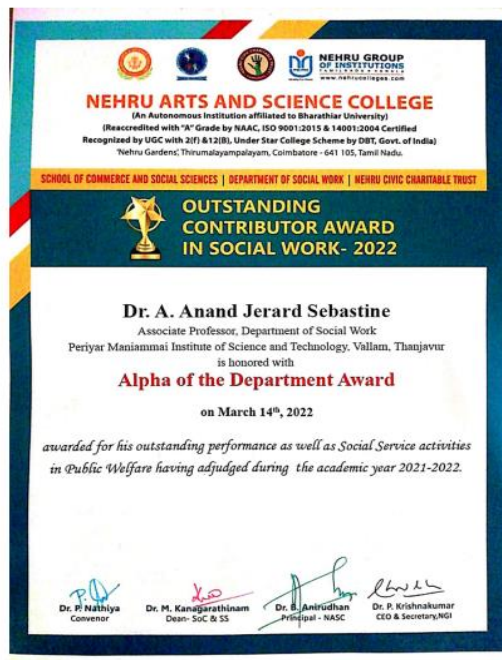 NEHRU GROUP
OF INSTITUTIONS
TAMILNADU • KERALA
www.nehrucolleges.com
NEHRU ARTS AND SCIENCE COLLEGE
(An Autonomous Institution affiliated to Bharathiar University)
(Reaccredited with "A" Grade by NAAC, ISO 9001:2015 & 14001:2004 Certified
Recognized by UGC with 2(f) &12(B), Under Star College Scheme by DBT, Govt. of India)
'Nehru Gardens', Thirumalayampalayam, Coimbatore - 641 105, Tamil Nadu.
SCHOOL OF COMMERCE AND SOCIAL SCIENCES | DEPARTMENT OF SOCIAL WORK | NEHRU CIVIC CHARITABLE TRUST
OUTSTANDING
CONTRIBUTOR AWARD
IN SOCIAL WORK- 2022
Dr. A. Anand Jerard Sebastine
Associate Professor, Department of Social Work
Periyar Maniammai Institute of Science and Technology, Vallam, Thanjavur
is honored with
Alpha of the Department Award
on March 14th, 2022
awarded for his outstanding performance as well as Social Service activities
in Public Welfare having adjudged during the academic year 2021-2022.
Dr. P. Nathiya Dr. M. Kanagarathinam Dr. B. Anirudhan Dr. P. Krishnakumar
Convenor Dean- SoC & SS Principal - NASC CEO & Secretary,NGI